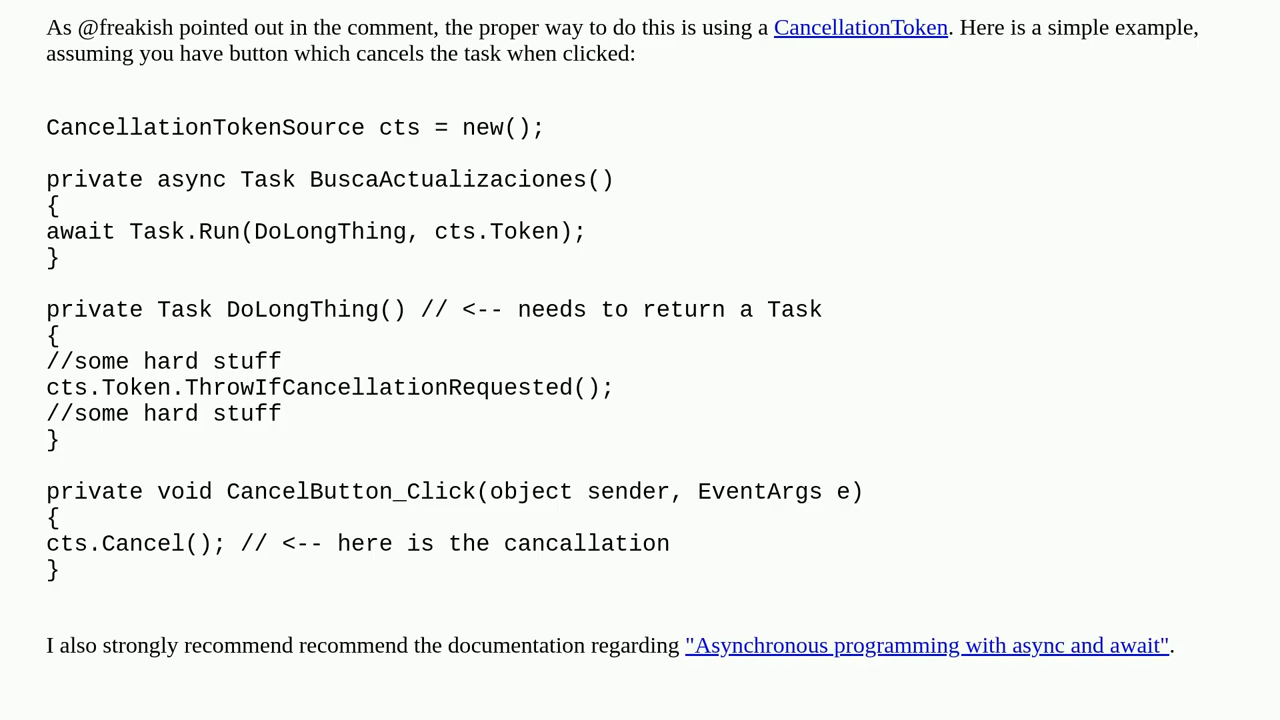 As @freakish pointed out in the comment, the proper way to do this is using a CancellationToken. Here is a simple example,
assuming you have button which cancels the task when clicked:
CancellationTokenSource cts = new();
private async Task BuscaActualizaciones()
{
await Task.Run(DoLongThing, cts.Token);
}
private Task DoLongThing() // <-- needs to return a Task
{
//some hard stuff
cts.Token.ThrowIfCancellationRequested();
//some hard stuff
}
private void CancelButton_Click(object sender, EventArgs e)
{
cts.Cancel(); // <-- here is the cancallation
}
I also strongly recommend recommend the documentation regarding "Asynchronous programming with async and await".